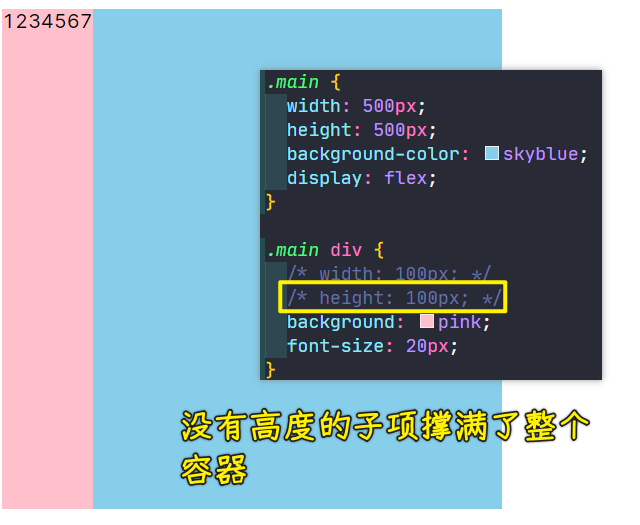 1234567
.main {
width: 500px;
height: 500px;
background-color: skyblue;
display: flex;
}
.main div {
/* width: 100px; */
/* height: 100px; */
background: pink;
font-size: 20px;
}
没有高度的子项撑满了整个
容器